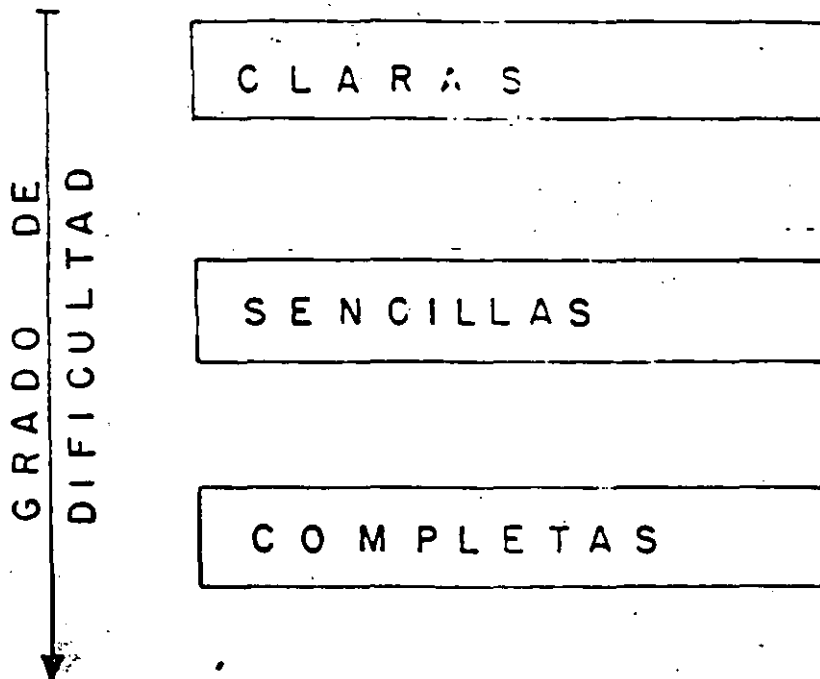 GRADO DE
DIFICULTAD
CLARAS
SENCILLAS
COMPLETAS